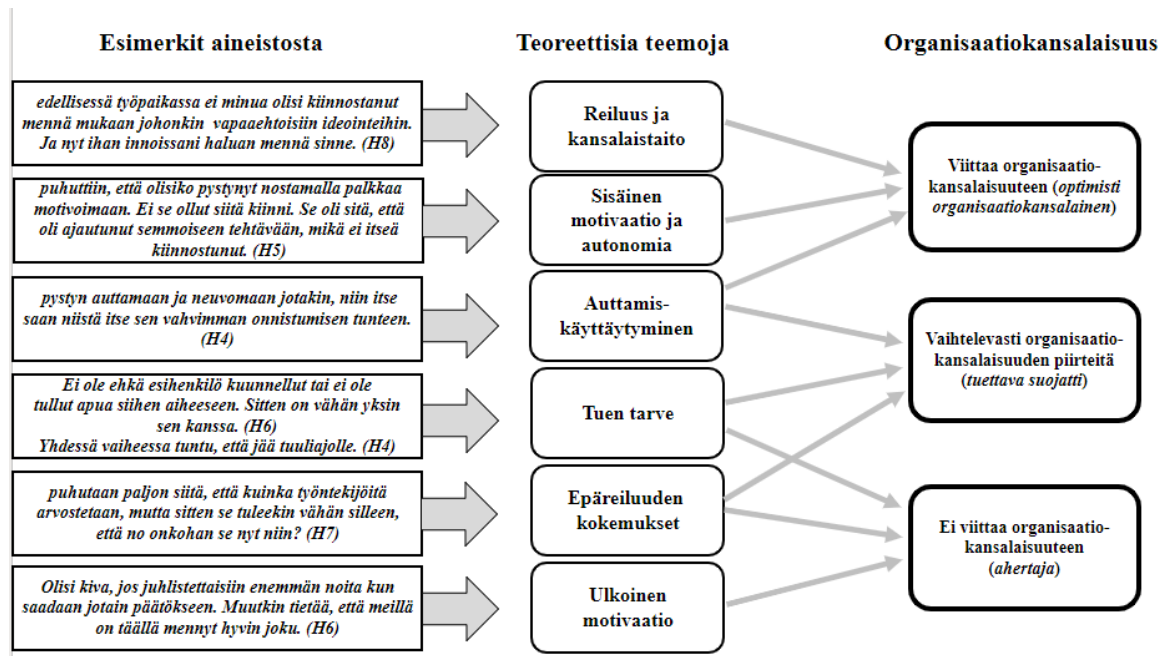 Esimerkit aineistosta
Teoreettisia teemoja
Organisaatiokansalaisuus
edellisessä työpaikassa ei minua olisi kiinnostanut
mennä mukaan johonkin vapaaehtoisiin ideointeihin.
Ja nyt ihan innoissani haluan mennä sinne. (H8)
puhuttiin, että olisiko pystynyt nostamalla palkkaa
motivoimaan. Ei se ollut siitä kiinni. Se oli sitä, että
oli ajautunut semmoiseen tehtävään, mikä ei itseä
kiinnostunut. (H5)
pystyn auttamaan ja neuvomaan jotakin, niin itse
saan niistä itse sen vahvimman onnistumisen tunteen.
(H4)
Ei ole ehkä esihenkilö kuunnellut tai ei ole
tullut apua siihen aiheeseen. Sitten on vähän yksin
sen kanssa. (H6)
Yhdessä vaiheessa tuntu, että jää tuuliajolle. (H4)
puhutaan paljon siitä, että kuinka työntekijöitä
arvostetaan, mutta sitten se tuleekin vähän silleen,
että no onkohan se nyt niin? (H7)
Olisi kiva, jos juhlistettaisiin enemmän noita kun
saadaan jotain päätökseen. Muutkin tietää, että meillä
on täällä mennyt hyvin joku. (H6)
Reiluus ja
kansalaistaito
Sisäinen
motivaatio ja
autonomia
Auttamis-
käyttäytyminen
Tuen tarve
Epäreiluuden
kokemukset
Ulkoinen
motivaatio
Viittaa organisaatio-
kansalaisuuteen (optimisti
organisaatiokansalainen)
Vaihtelevasti organisaatio-
kansalaisuuden piirteitä
(tuettava suojatti)
Ei viittaa organisaatio-
kansalaisuuteen
(ahertaja)